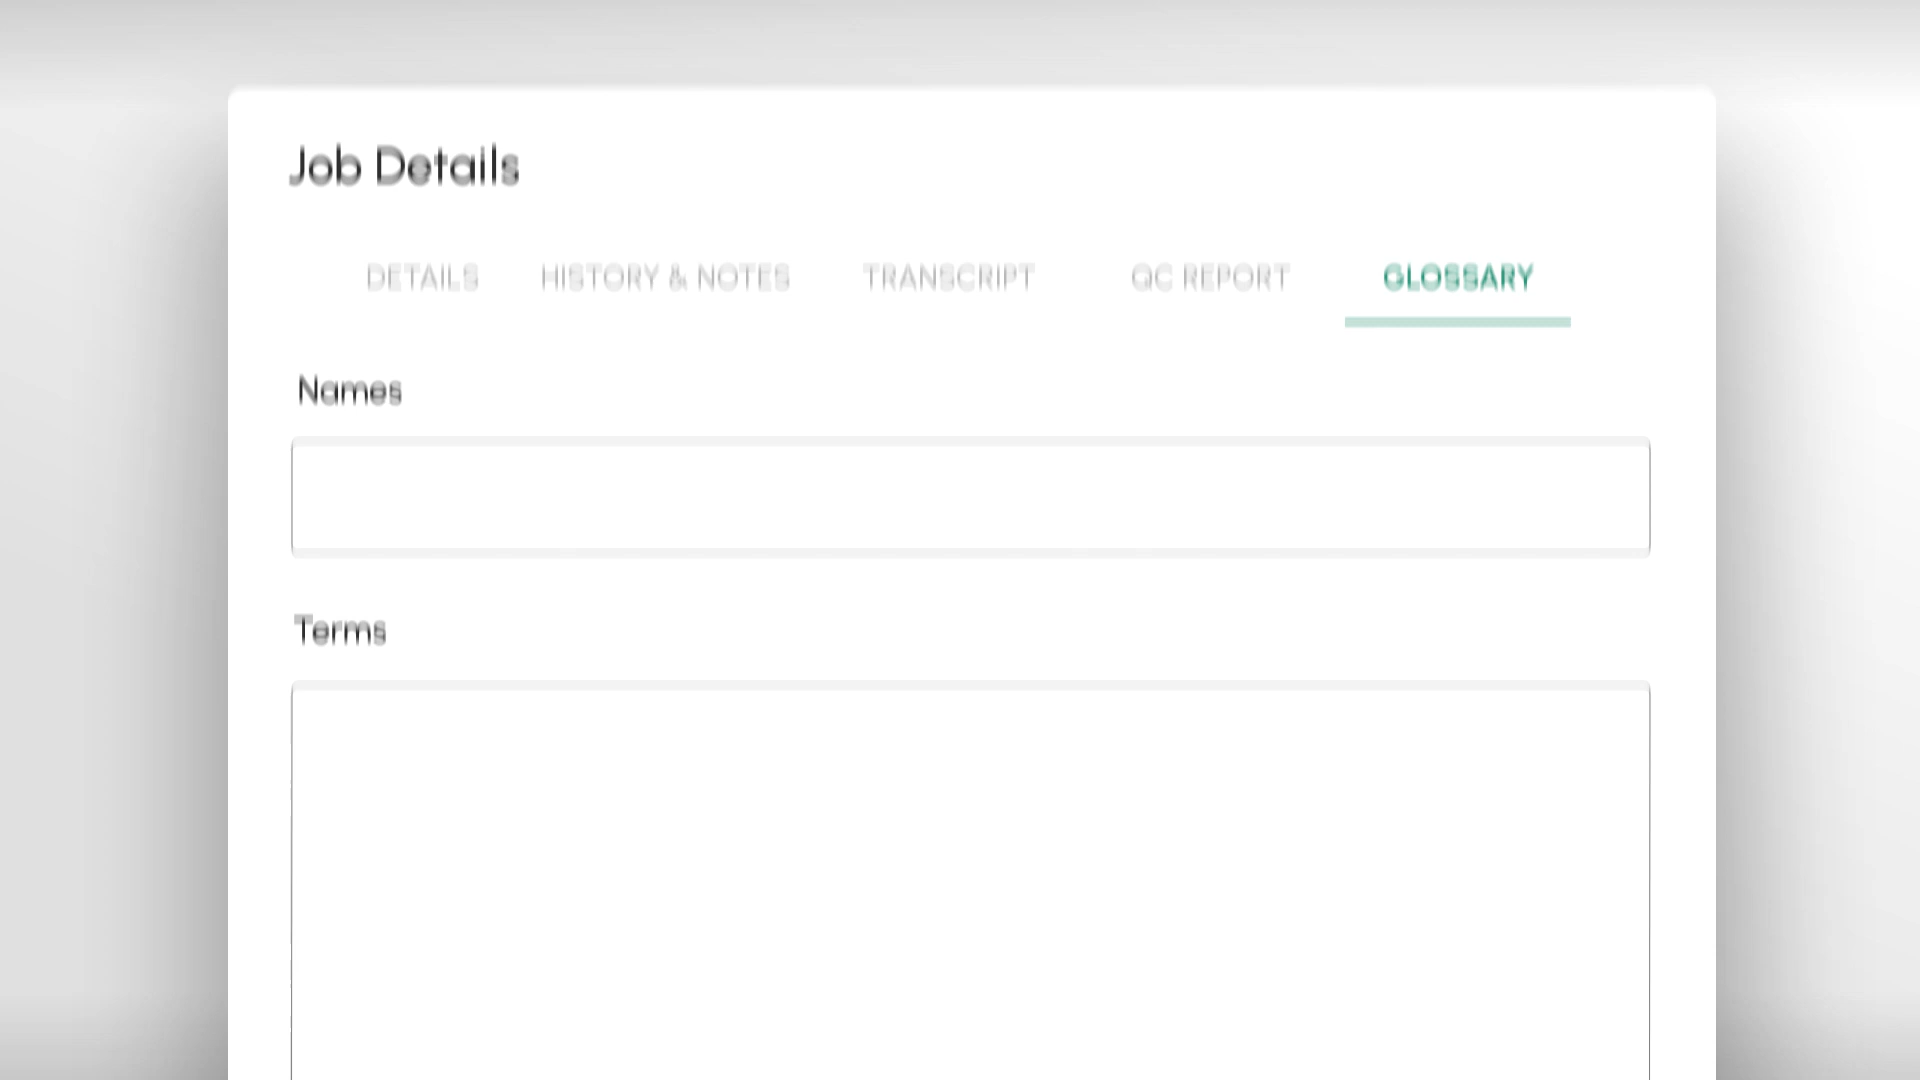 Job Details
DETAILS HISTORY & NOTES TRANSCRIPT QC REPORT GLOSSARY
Names
Terms